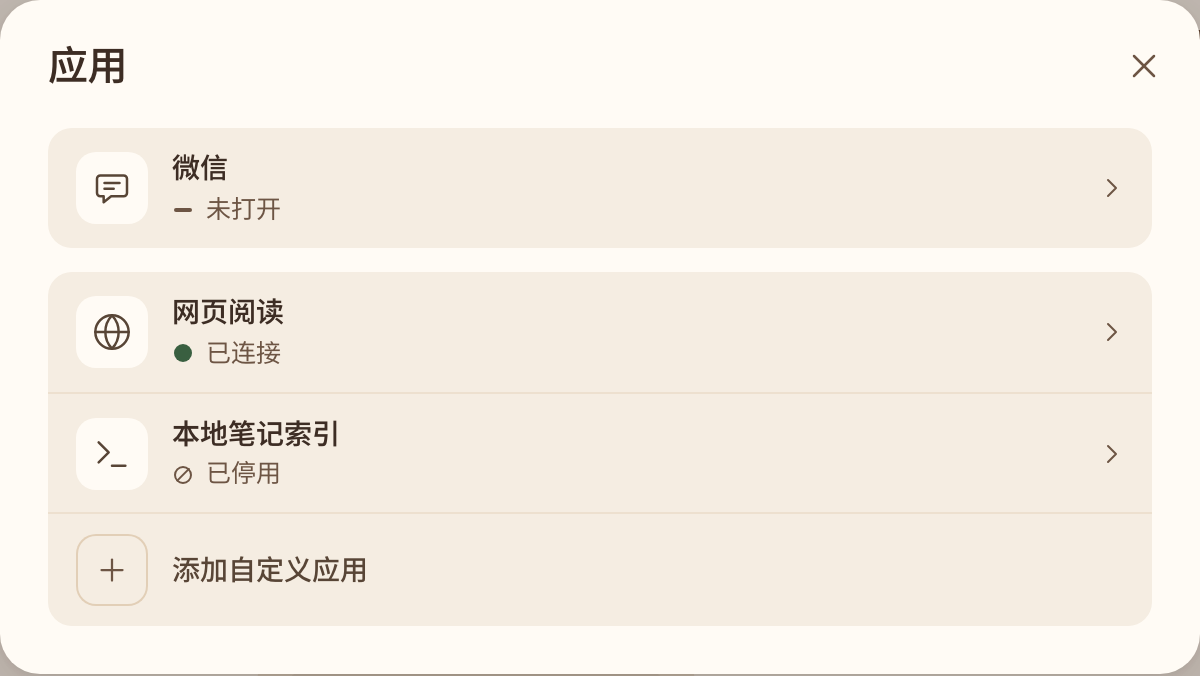 应用
微信
未打开
网页阅读
已连接
本地笔记索引
已停用
添加自定义应用